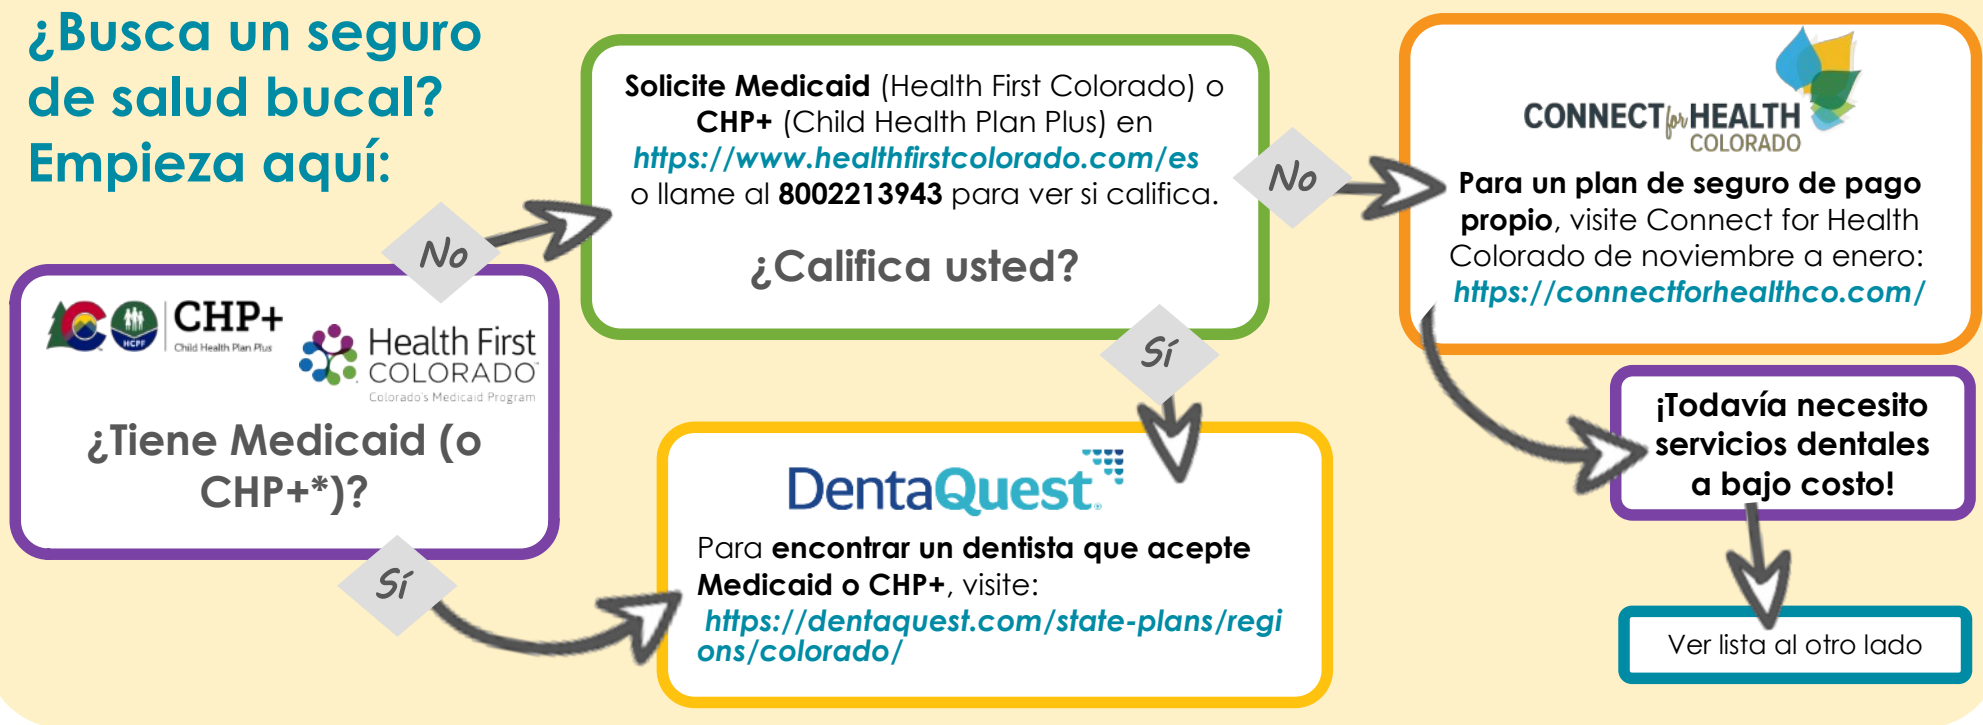 ¿Busca un seguro
de salud bucal?
Empieza aquí:
No
CHP+
Child Health Plan Plus
HCPF
Health First
COLORADO
Colorado's Medicaid Program
¿Tiene Medicaid (o
CHP+*)?
Sí
Solicite Medicaid (Health First Colorado) o
CHP+ (Child Health Plan Plus) en
https://www.healthfirstcolorado.com/es
o llame al 8002213943 para ver si califica.
¿Califica usted?
No
Sí
DentaQuest
Para encontrar un dentista que acepte
Medicaid o CHP+, visite:
https://dentaquest.com/state-plans/regi
ons/colorado/
CONNECT for HEALTH
COLORADO
Para un plan de seguro de pago
propio, visite Connect for Health
Colorado de noviembre a enero:
https://connectforhealthco.com/
¡Todavía necesito
servicios dentales
a bajo costo!
Ver lista al otro lado